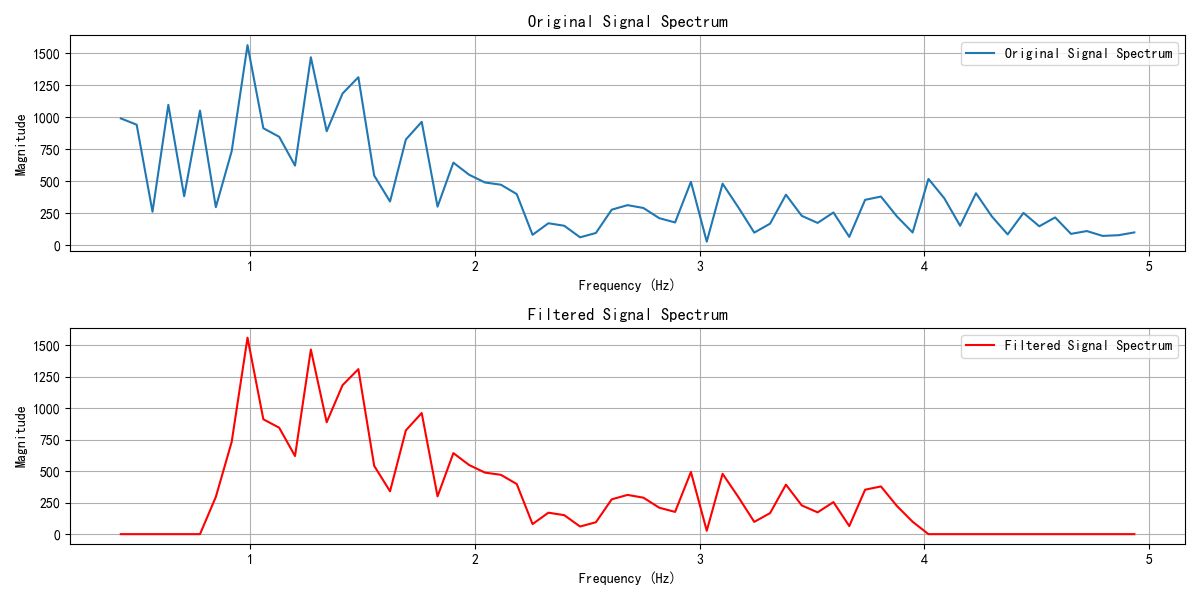 Original Signal Spectrum
Original Signal Spectrum
Magnitude
1500
1250
1000
750
500
250
0
1 2 3 4 5
Frequency (Hz)
Filtered Signal Spectrum
Filtered Signal Spectrum
Magnitude
1500
1250
1000
750
500
250
0
1 2 3 4 5
Frequency (Hz)